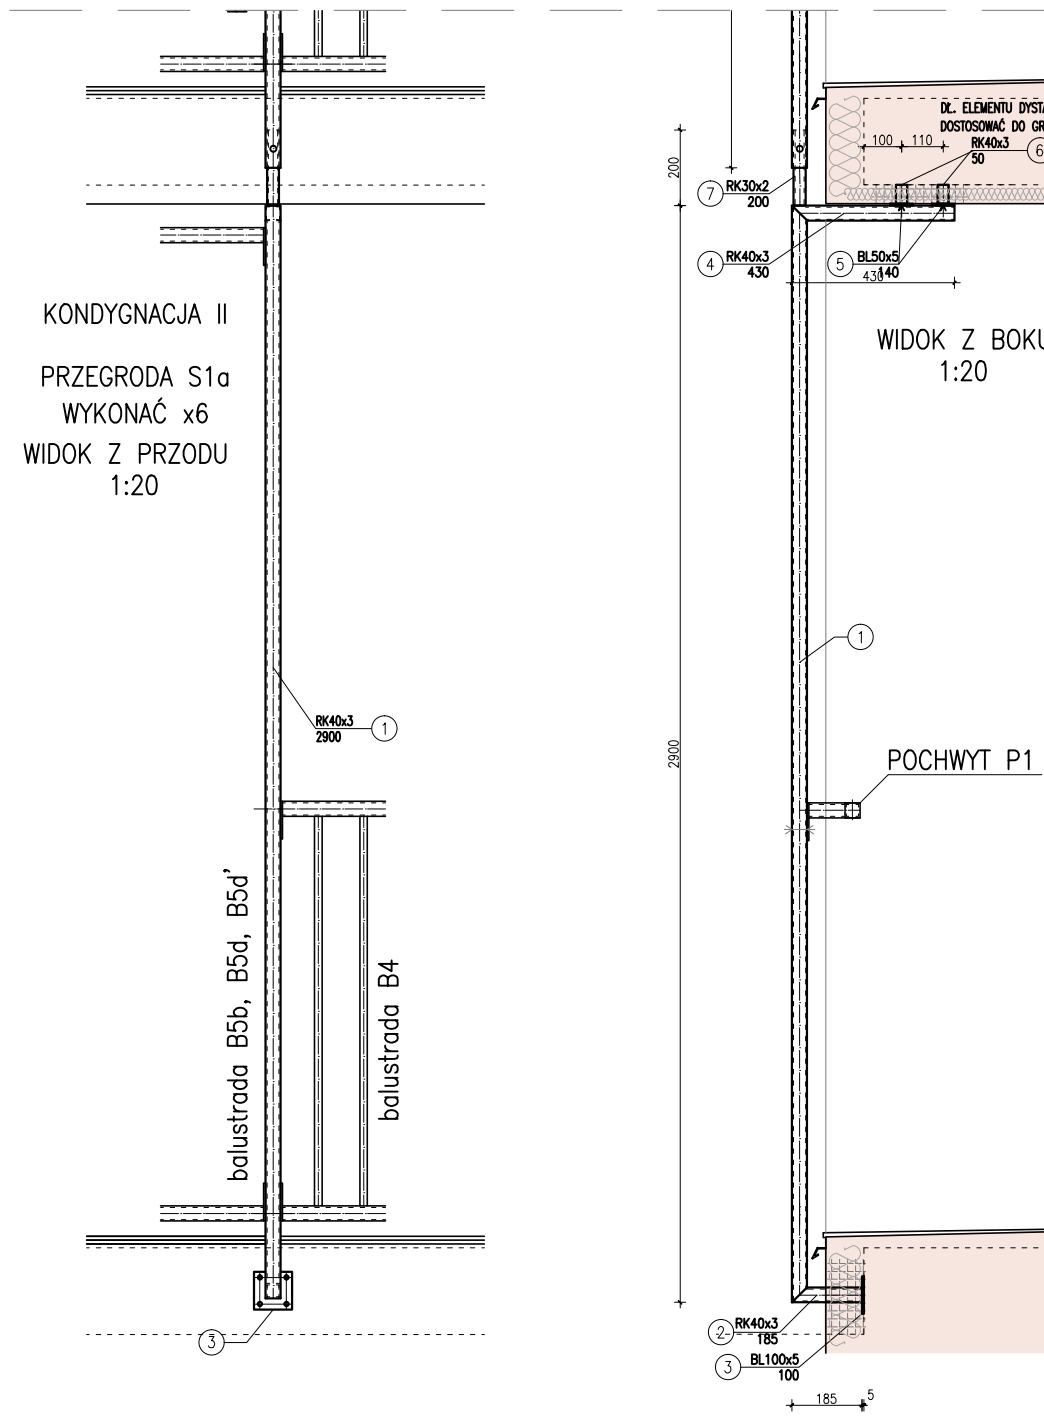 KONDYGNACJA II
PRZEGRODA S1a
WYKONAĆ x6
WIDOK Z PRZODU
1:20
RK40x3
2900
1
balustrada B5b, B5d, B5d'
balustrada B4
3
200
7
RK30x2
200
4
RK40x3
430
5
BL50x5
140
430
DŁ. ELEMENTU
DOSTOSOWAĆ DO
100
110
RK40x3
50
6
WIDOK Z BOKU
1:20
1
2900
POCHWYT P1
2
RK40x3
185
3
BL100x5
100
185
5